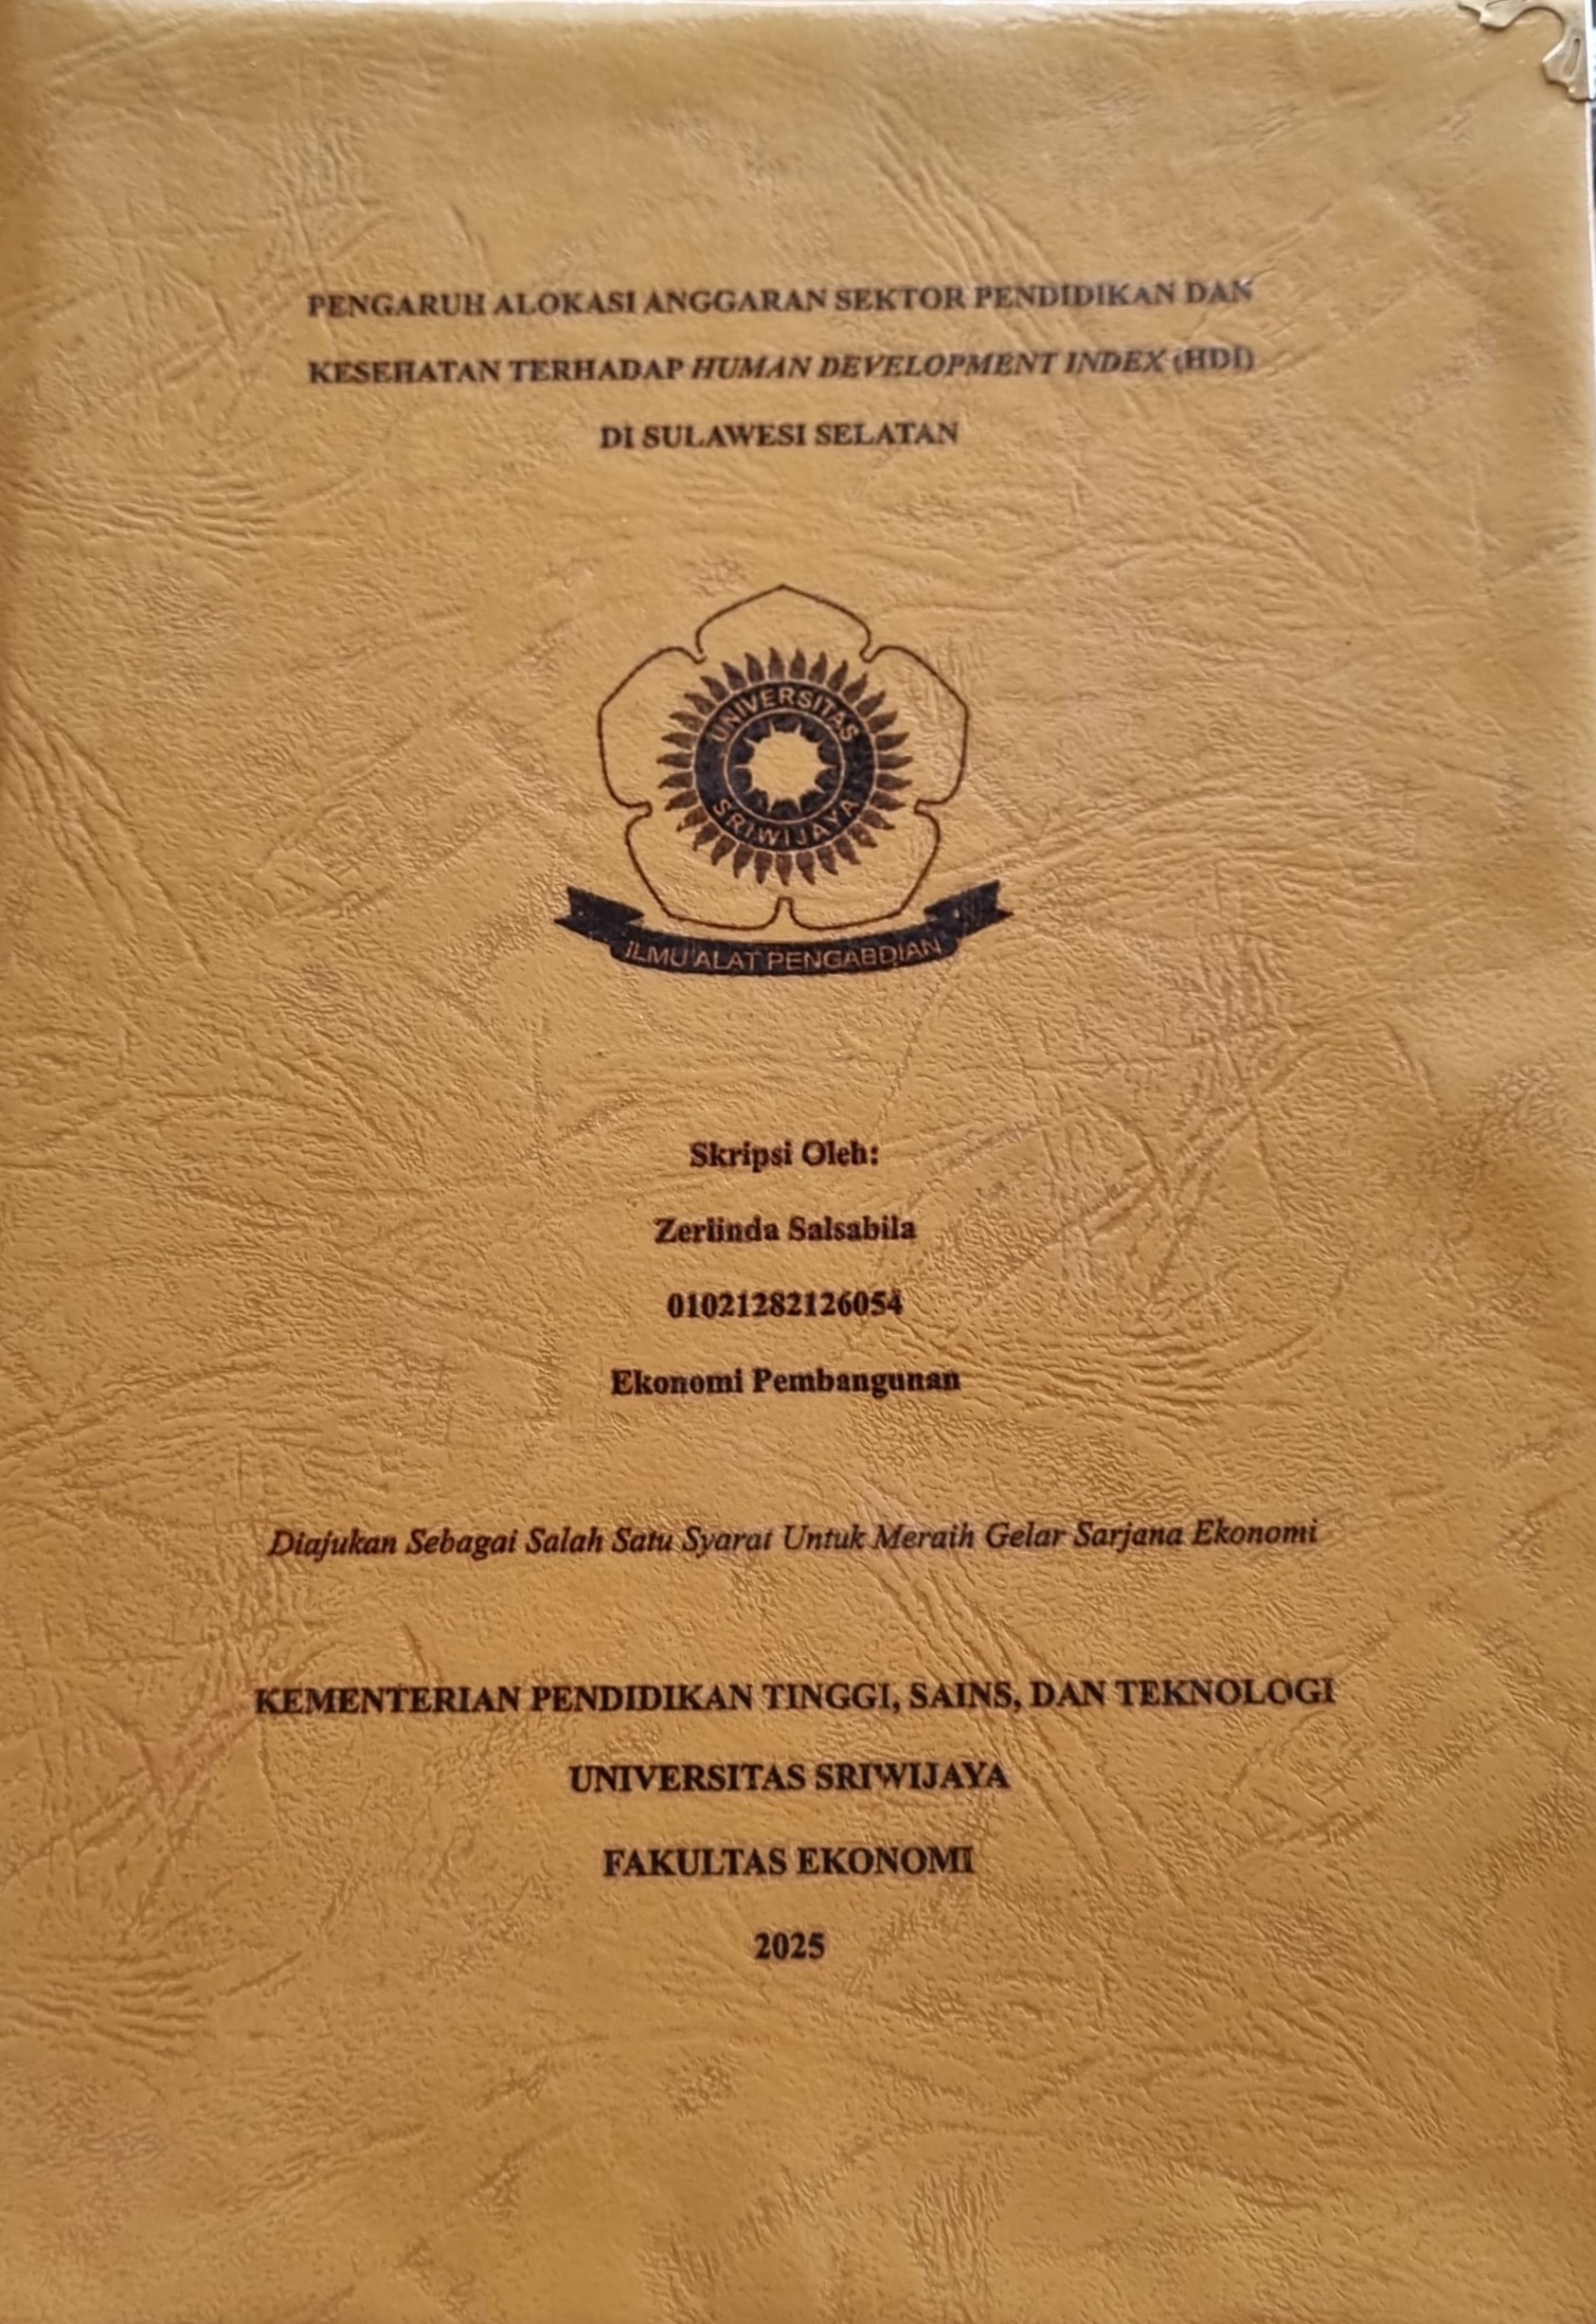 PENGARUH ALOKASI ANGGARAN SEKTOR PENDIDIKAN DAN
KESEHATAN TERHADAP HUMAN DEVELOPMENT INDEX (HDI)
DI SULAWESI SELATAN
UNIVERSITAS
SRIWIJAYA
ILMU ALAT PENGABDIAN
Skripsi Oleh:
Zerlinda Salsabila
01021282126054
Ekonomi Pembangunan
Diajukan Sebagai Salah Satu Syarat Untuk Meraih Gelar Sarjana Ekonomi
KEMENTERIAN PENDIDIKAN TINGGI, SAINS, DAN TEKNOLOGI
UNIVERSITAS SRIWIJAYA
FAKULTAS EKONOMI
2025